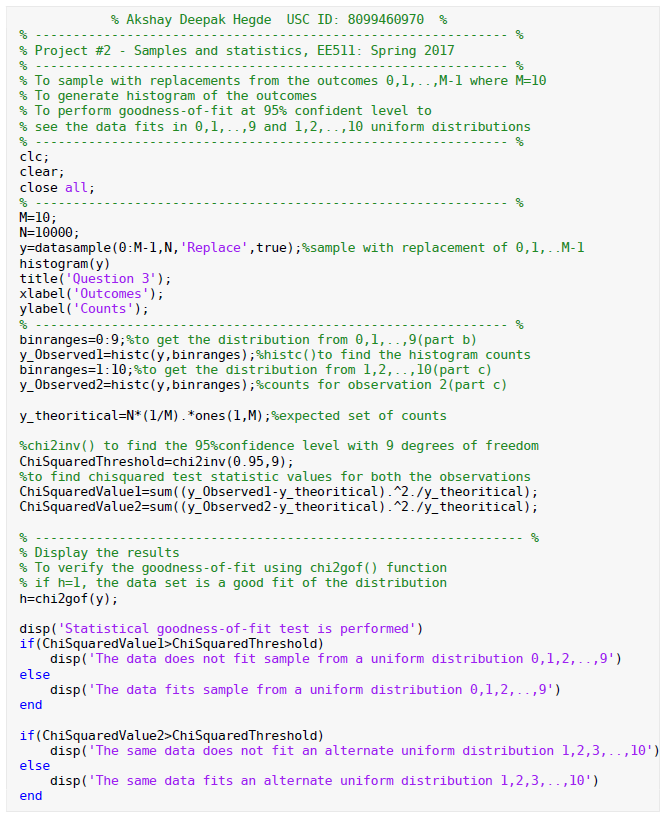 % Akshay Deepak Hegde  USC ID: 8099460970  %
% ------------------------------------------------------------ %
% Project #2 - Samples and statistics, EE511: Spring 2017
% ------------------------------------------------------------ %
% To sample with replacements from the outcomes 0,1,..,M-1 where M=10
% To generate histogram of the outcomes
% To perform goodness-of-fit at 95% confident level to
% see the data fits in 0,1,..,9 and 1,2,..,10 uniform distributions
% ------------------------------------------------------------ %
clc;
clear;
close all;
% ------------------------------------------------------------ %
M=10;
N=10000;
y=datasample(0:M-1,N,'Replace',true);%sample with replacement of 0,1,..M-1
histogram(y)
title('Question 3');
xlabel('Outcomes');
ylabel('Counts');
% ------------------------------------------------------------ %
binranges=0:9;%to get the distribution from 0,1,..,9(part b)
y_Observed1=histc(y,binranges);%histc()to find the histogram counts
binranges=1:10;%to get the distribution from 1,2,..,10(part c)
y_Observed2=histc(y,binranges);%counts for observation 2(part c)
y_theoritical=N*(1/M).*ones(1,M);%expected set of counts
%chi2inv() to find the 95%confidence level with 9 degrees of freedom
ChiSquaredThreshold=chi2inv(0.95,9);
%to find chisquared test statistic values for both the observations
ChiSquaredValue1=sum((y_Observed1-y_theoritical).^2./y_theoritical);
ChiSquaredValue2=sum((y_Observed2-y_theoritical).^2./y_theoritical);
% -------------------------------------------------------------- %
% Display the results
% To verify the goodness-of-fit using chi2gof() function
% if h=1, the data set is a good fit of the distribution
h=chi2gof(y);
disp('Statistical goodness-of-fit test is performed')
if(ChiSquaredValue1>ChiSquaredThreshold)
    disp('The data does not fit sample from a uniform distribution 0,1,2,..,9')
else
    disp('The data fits sample from a uniform distribution 0,1,2,..,9')
end
if(ChiSquaredValue2>ChiSquaredThreshold)
    disp('The same data does not fit an alternate uniform distribution 1,2,3,..,10')
else
    disp('The same data fits an alternate uniform distribution 1,2,3,..,10')
end